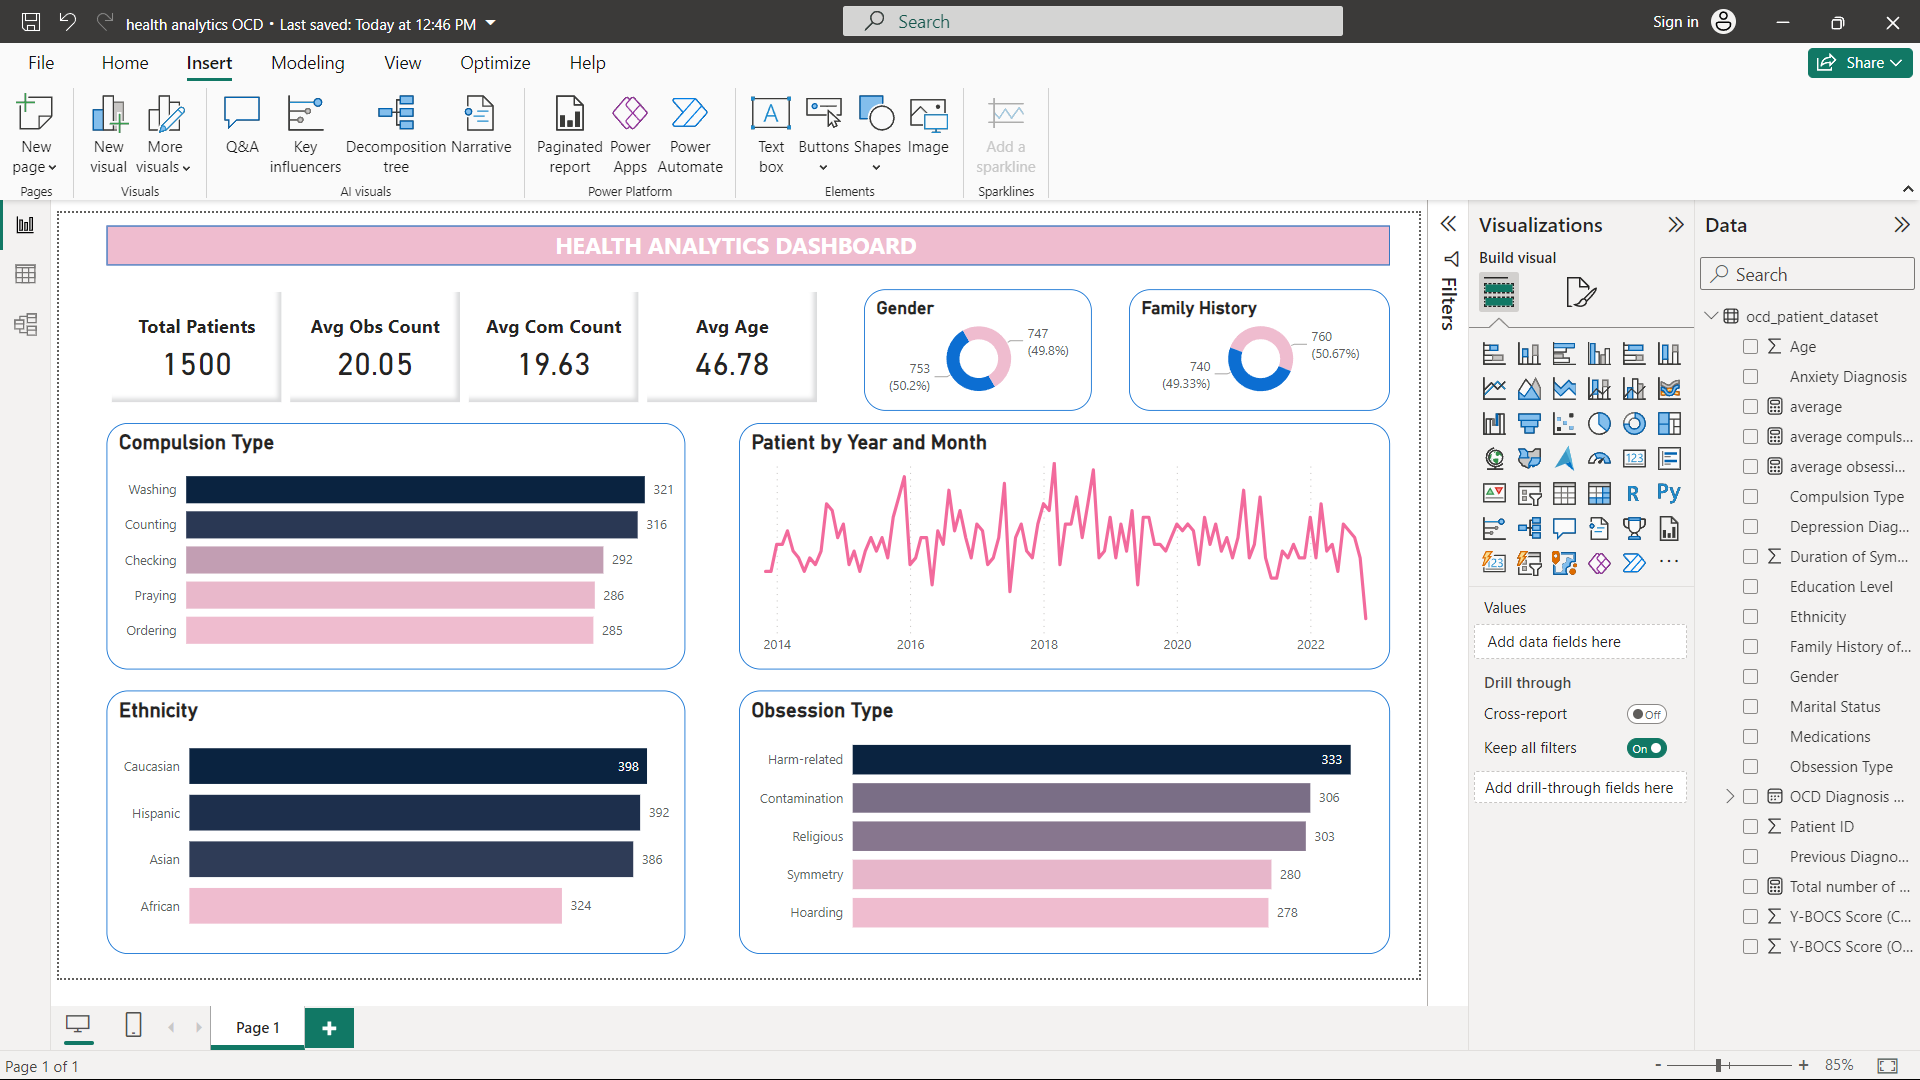 health analytics OCD • Last saved: Today at 12:46 PM
Search
Sign in
File
Home
Insert
Modeling
View
Optimize
Help
Share
New page
New visual
More visuals
Q&A
Key influencers
Decomposition tree
Narrative
Paginated report
Power Apps
Power Automate
Text box
Buttons
Shapes
Image
Add a sparkline
Pages
Visuals
AI visuals
Power Platform
Elements
Sparklines
HEALTH ANALYTICS DASHBOARD
Total Patients
1500
Avg Obs Count
20.05
Avg Com Count
19.63
Avg Age
46.78
Gender
747
(49.8%)
753
(50.2%)
Family History
760
(50.67%)
740
(49.33%)
Compulsion Type
Washing 321
Counting 316
Checking 292
Praying 286
Ordering 285
Patient by Year and Month
2014 2016 2018 2020 2022
Ethnicity
Caucasian 398
Hispanic 392
Asian 386
African 324
Obsession Type
Harm-related 333
Contamination 306
Religious 303
Symmetry 280
Hoarding 278
Filters
Visualizations
Build visual
123
R
Py
123
Values
Add data fields here
Drill through
Cross-report
Off
Keep all filters
On
Add drill-through fields here
Data
Search
ocd_patient_dataset
Age
Anxiety Diagnosis
average
average compuls...
average obsessi...
Compulsion Type
Depression Diag...
Duration of Sym...
Education Level
Ethnicity
Family History of...
Gender
Marital Status
Medications
Obsession Type
OCD Diagnosis ...
Patient ID
Previous Diagno...
Total number of ...
Y-BOCS Score (C...
Y-BOCS Score (O...
Page 1
Page 1 of 1
- + 85%